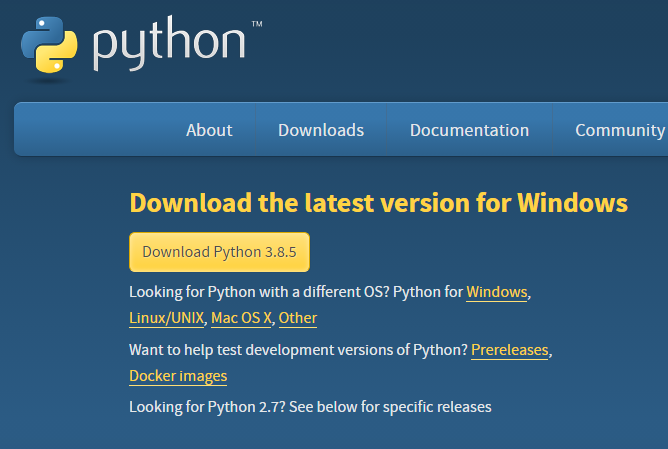 python™
About Downloads Documentation Community
Download the latest version for Windows
Download Python 3.8.5
Looking for Python with a different OS? Python for Windows,
Linux/UNIX, Mac OS X, Other
Want to help test development versions of Python? Prereleases,
Docker images
Looking for Python 2.7? See below for specific releases